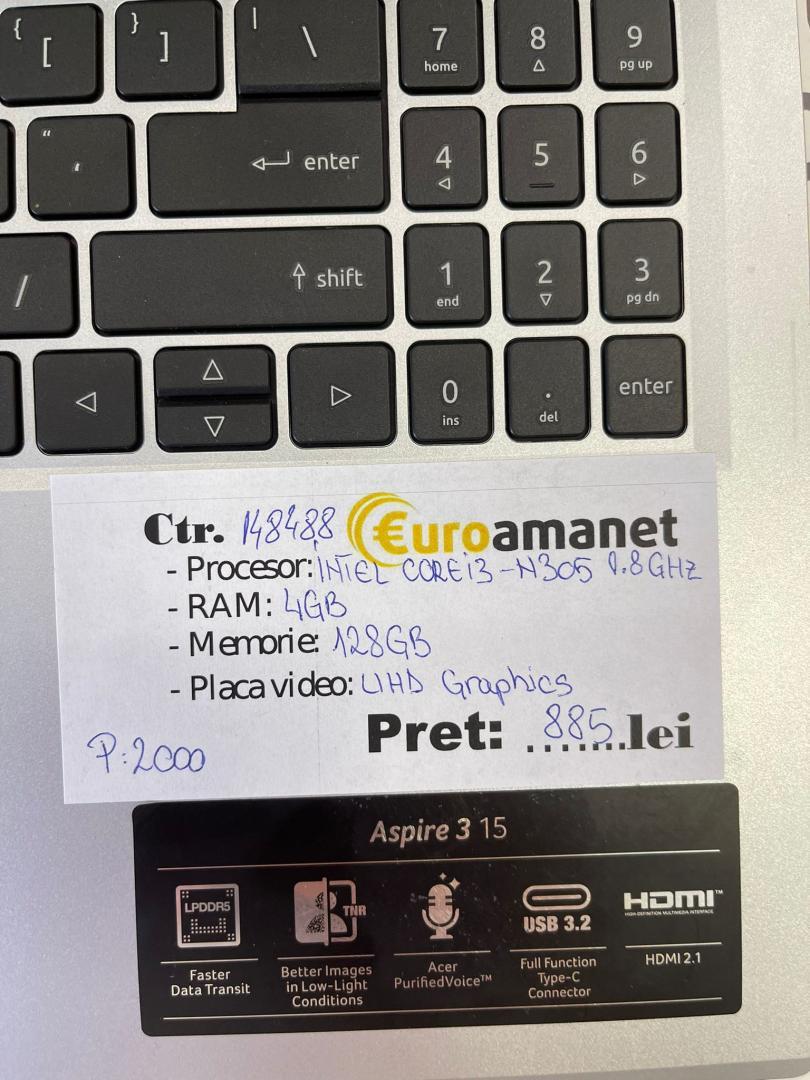 { [
} ]
| \
7 home
8
9 pg up
" '
enter
4
5
6
/
shift
1 end
2
3 pg dn
0 ins
. del
enter
Ctr. 148488 €uroamanet
- Procesor: INTEL CORE i3-N305 1.8GHZ
- RAM: 4GB
- Memorie: 128GB
- Placa video: UHD Graphics
Pret: ..885..lei
P:2000
Aspire 3 15
LPDDR5
TNR
USB 3.2
HDMI™
HIGH-DEFINITION MULTIMEDIA INTERFACE
Faster
Data Transit
Better Images
in Low-Light
Conditions
Acer
PurifiedVoice™
Full Function
Type-C
Connector
HDMI 2.1